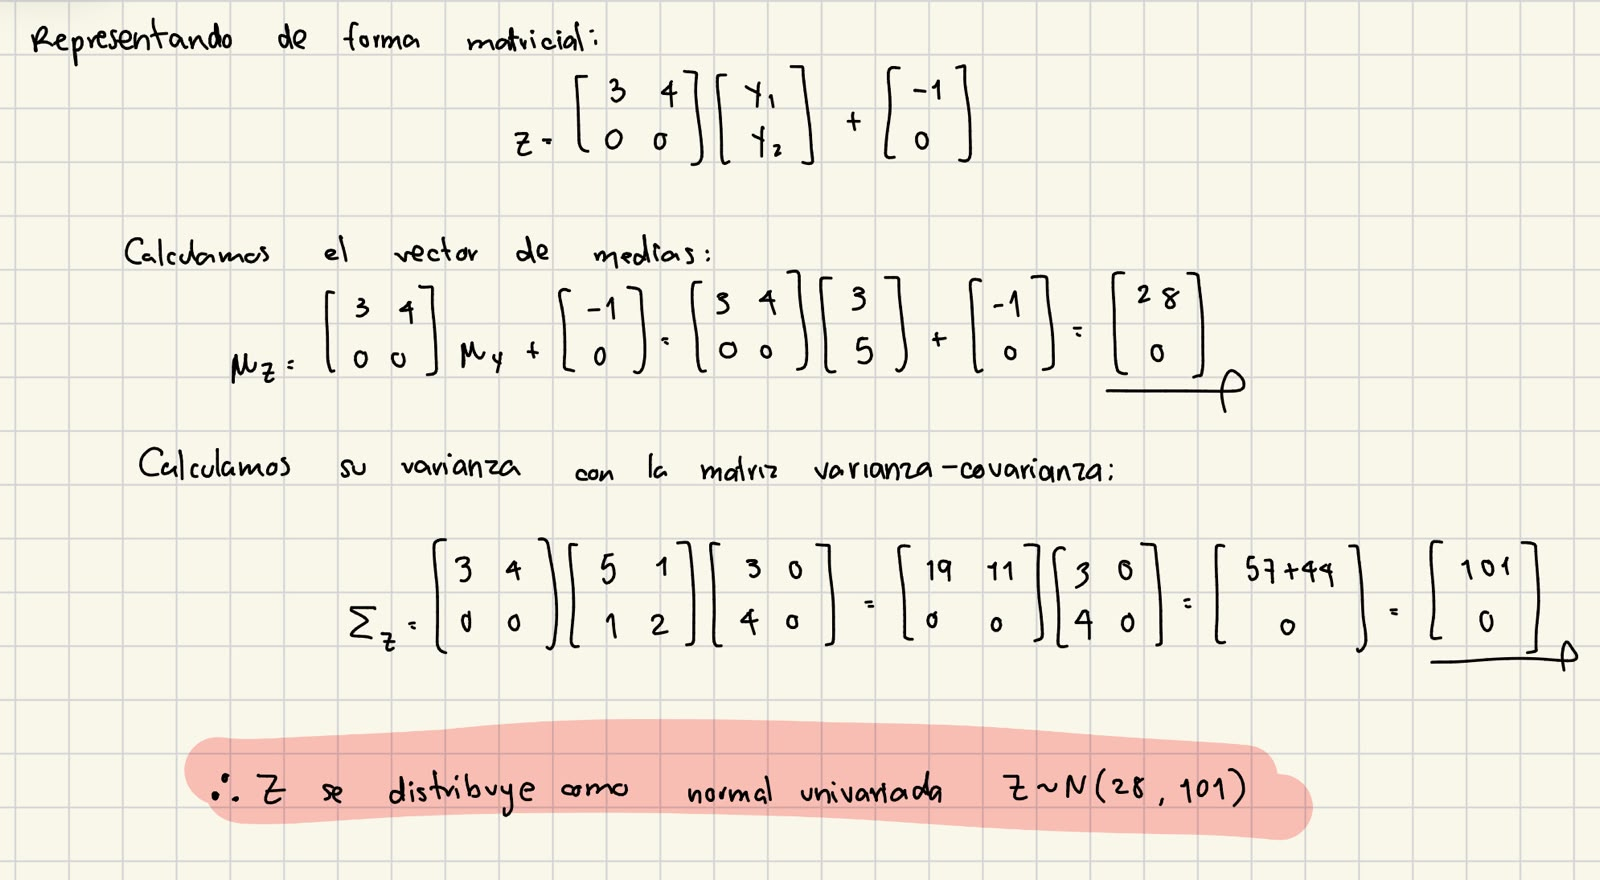 Representando de forma matricial:
Z = [3 4; 0 0] [Y₁; Y₂] + [-1; 0]
Calculamos el vector de medias:
μ_Z = [3 4; 0 0] μ_Y + [-1; 0] = [3 4; 0 0] [3; 5] + [-1; 0] = [28; 0]
Calculamos su varianza con la matriz varianza-covarianza:
Σ_Z = [3 4; 0 0] [5 1; 1 2] [3 0; 4 0] = [19 11; 0 0] [3 0; 4 0] = [57+44; 0] = [101; 0]
∴ Z se distribuye como normal univariada Z~N(28, 101)